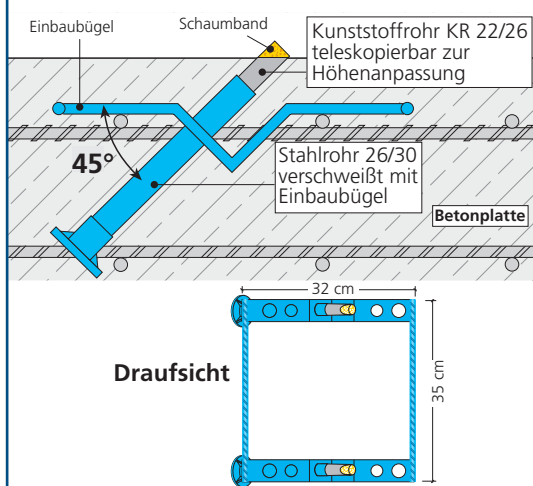 Einbaubügel
Schaumband
Kunststoffrohr KR 22/26
teleskopierbar zur
Höhenanpassung
45°
Stahlrohr 26/30
verschweißt mit
Einbaubügel
Betonplatte
32 cm
Draufsicht
35 cm